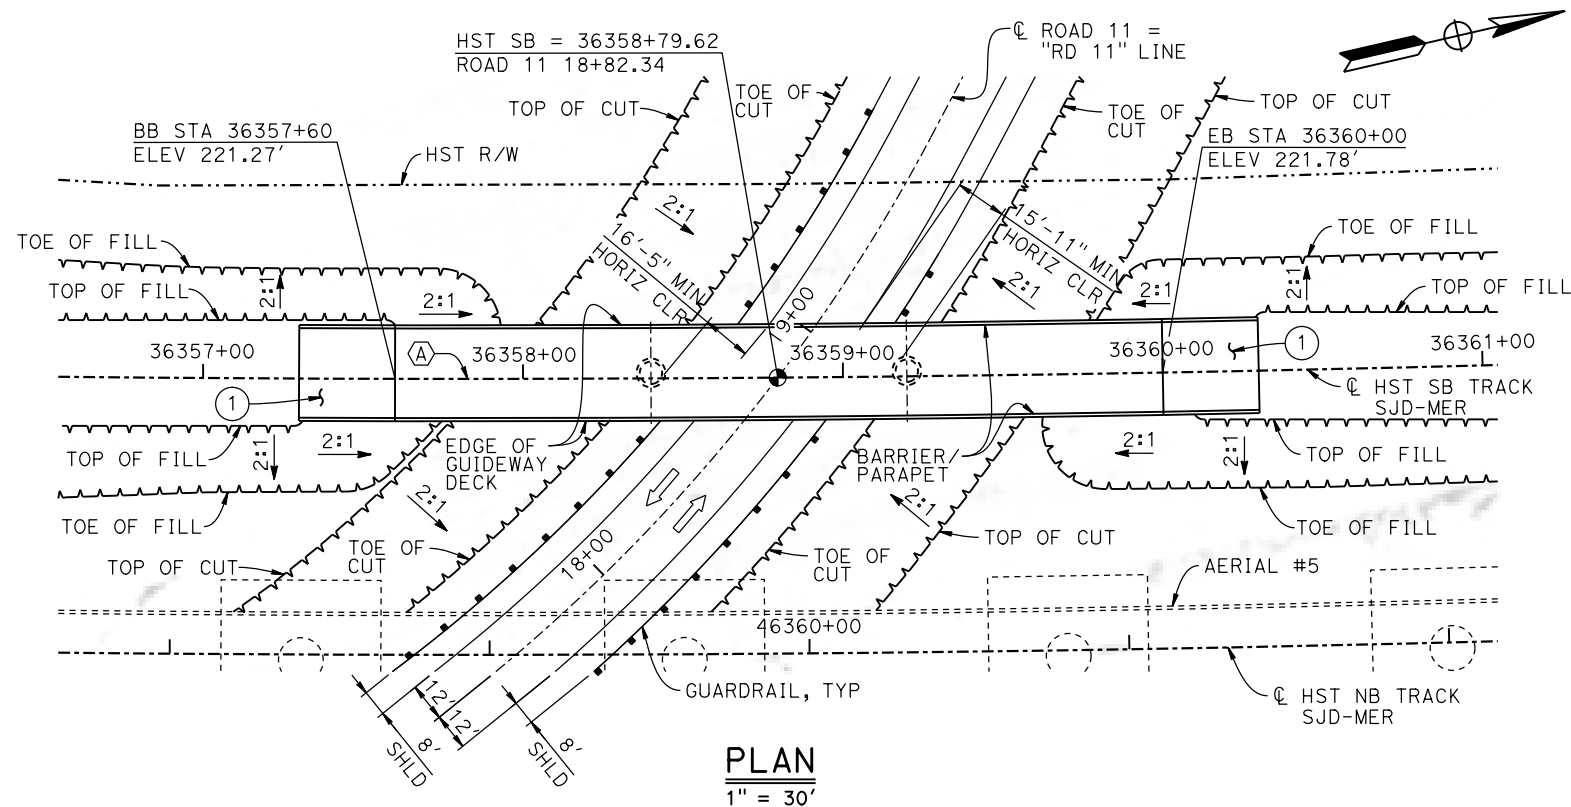 HST SB = 36358+79.62
ROAD 11 18+82.34
℄ ROAD 11 =
"RD 11" LINE
TOP OF CUT
TOE OF
CUT
TOE OF
CUT
TOP OF CUT
BB STA 36357+60
ELEV 221.27'
HST R/W
EB STA 36360+00
ELEV 221.78'
2:1
16'-5" MIN
HORIZ CLR
15'-11" MIN
HORIZ CLR
2:1
TOE OF FILL
TOP OF FILL
2:1
2:1
2:1
2:1
TOE OF FILL
TOP OF FILL
36357+00
A
36358+00
19+00
36359+00
36360+00
1
36361+00
1
℄ HST SB TRACK
SJD-MER
TOP OF FILL
2:1
2:1
TOE OF FILL
EDGE OF
GUIDEWAY
DECK
2:1
BARRIER/
PARAPET
2:1
2:1
2:1
TOP OF FILL
TOE OF FILL
TOP OF CUT
TOE OF
CUT
18+00
TOE OF
CUT
TOP OF CUT
AERIAL #5
46360+00
GUARDRAIL, TYP
℄ HST NB TRACK
SJD-MER
8'
SHLD
12'
12'
8'
SHLD
PLAN
1" = 30'